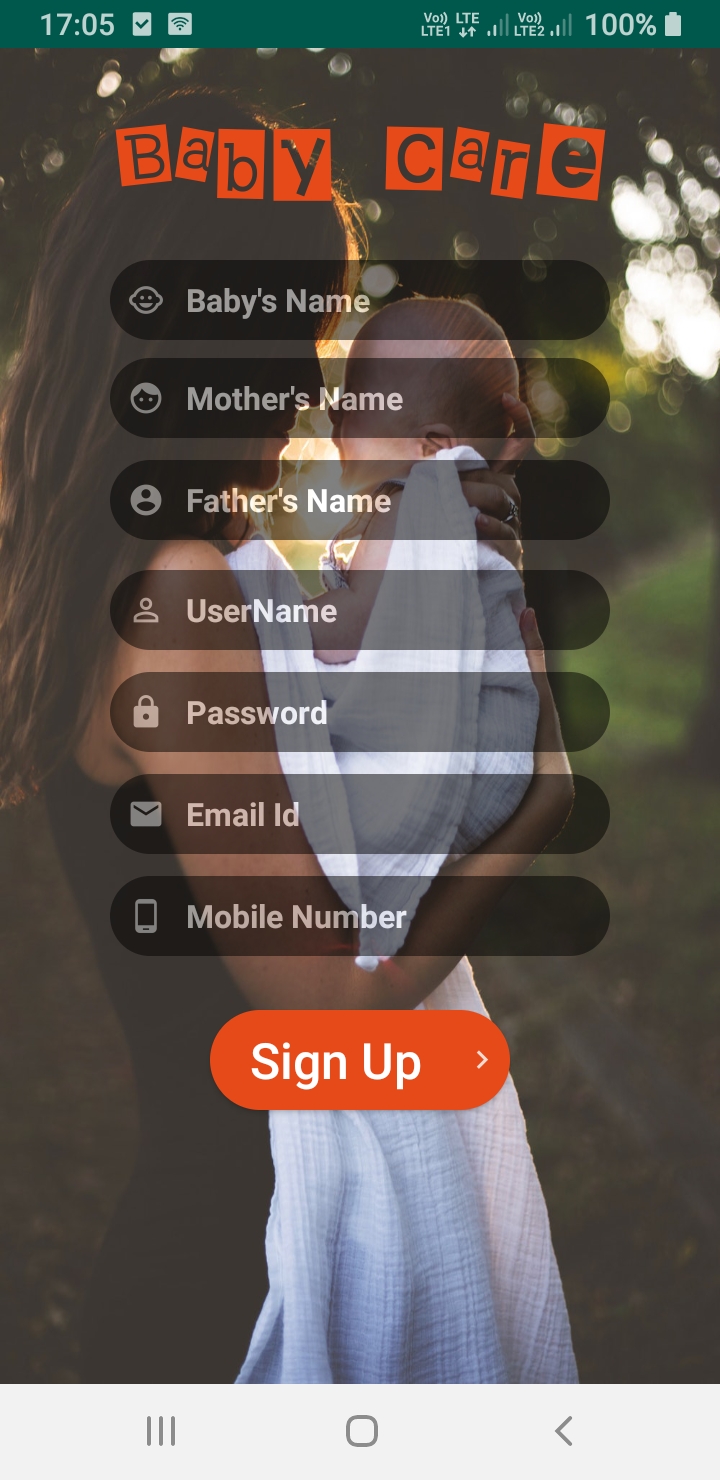 17:05 Vo)) LTE1 LTE Vo)) LTE2 100%
Baby Care
Baby's Name
Mother's Name
Father's Name
UserName
Password
Email Id
Mobile Number
Sign Up